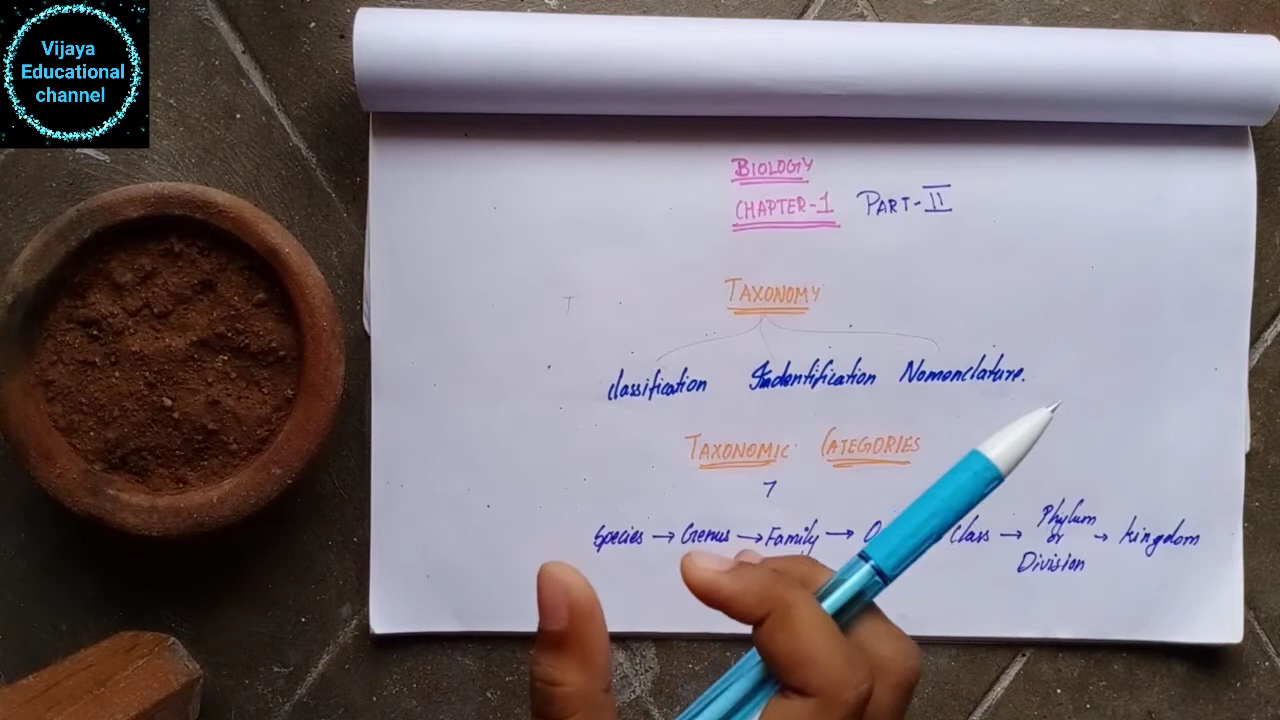 Vijaya
Educational
channel
BIOLOGY
CHAPTER-1 PART-II
TAXONOMY
classification Indentification Nomenclature.
TAXONOMIC CATEGORIES
7
Species → Genus → Family → Class → Phylum or Division → kingdom